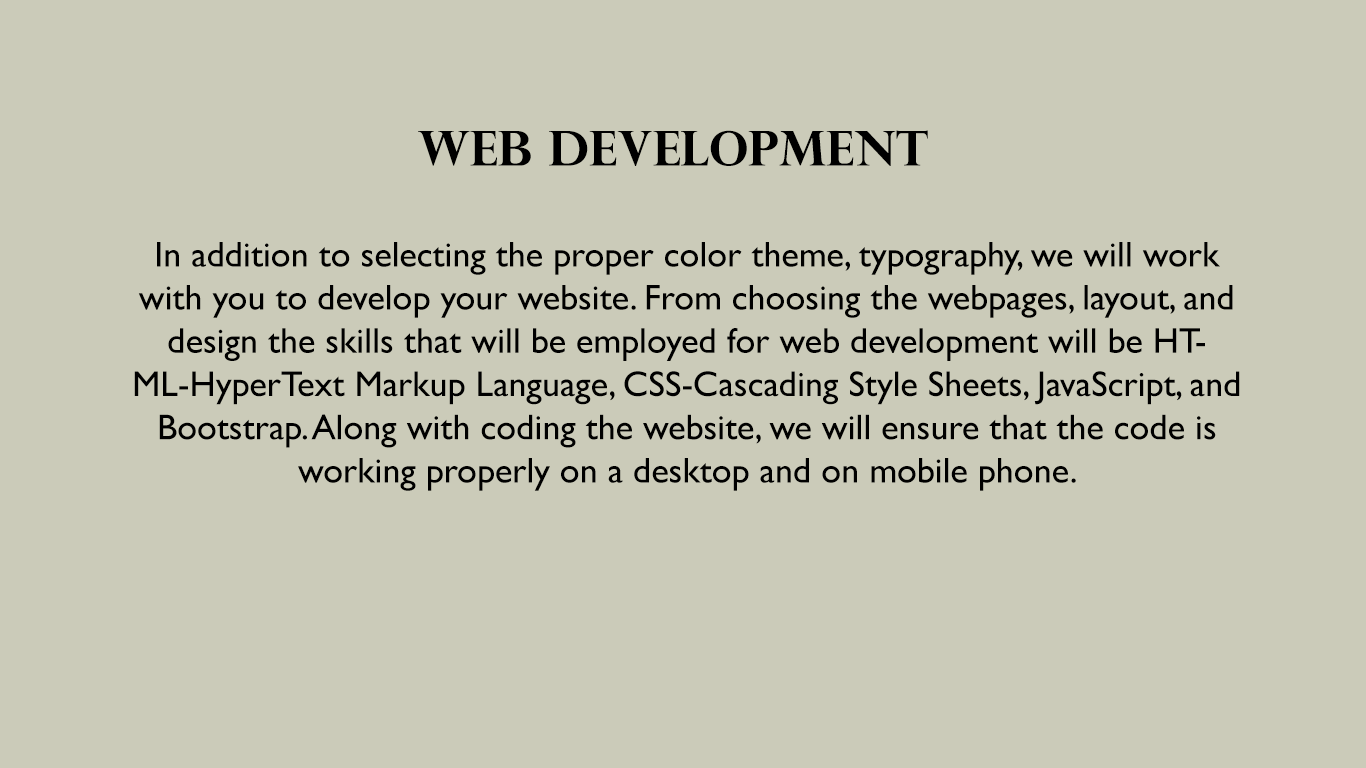 WEB DEVELOPMENT
In addition to selecting the proper color theme, typography, we will work
with you to develop your website. From choosing the webpages, layout, and
design the skills that will be employed for web development will be HT-
ML-HyperText Markup Language, CSS-Cascading Style Sheets, JavaScript, and
Bootstrap. Along with coding the website, we will ensure that the code is
working properly on a desktop and on mobile phone.